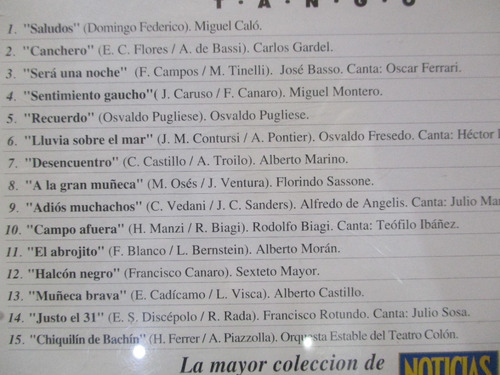 T·A·N·G·O
1. "Saludos" (Domingo Federico). Miguel Caló.
2. "Canchero" (E. C. Flores / A. de Bassi). Carlos Gardel.
3. "Será una noche" (F. Campos / M. Tinelli). José Basso. Canta: Oscar Ferrari.
4. "Sentimiento gaucho"( J. Caruso / F. Canaro). Miguel Montero.
5. "Recuerdo" (Osvaldo Pugliese). Osvaldo Pugliese.
6. "Lluvia sobre el mar" (J. M. Contursi / A. Pontier). Osvaldo Fresedo. Canta: Héctor
7. "Desencuentro" (C. Castillo / A. Troilo). Alberto Marino.
8. "A la gran muñeca" (M. Osés / J. Ventura). Florindo Sassone.
9. "Adiós muchachos" (C. Vedani / J. C. Sanders). Alfredo de Angelis. Canta: Julio Mar
10. "Campo afuera" (H. Manzi / R. Biagi). Rodolfo Biagi. Canta: Teófilo Ibáñez.
11. "El abrojito" (F. Blanco / L. Bernstein). Alberto Morán.
12. "Halcón negro" (Francisco Canaro). Sexteto Mayor.
13. "Muñeca brava" (E. Cadícamo / L. Visca). Alberto Castillo.
14. "Justo el 31" (E. S. Discépolo / R. Rada). Francisco Rotundo. Canta: Julio Sosa.
15. "Chiquilín de Bachín" (H. Ferrer / A. Piazzolla). Orquesta Estable del Teatro Colón.
La mayor coleccion de NOTICIAS